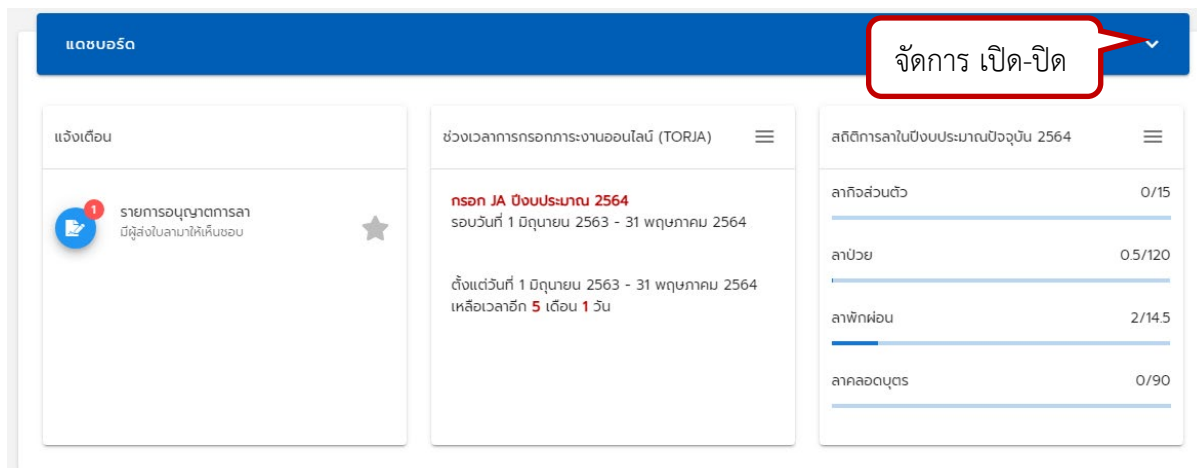 แดชบอร์ด
จัดการ เปิด-ปิด
แจ้งเตือน
1
รายการอนุญาตการลา
มีผู้ส่งใบลามาให้เห็นชอบ
ช่วงเวลาการกรอกภาระงานออนไลน์ (TORJA)
กรอก JA ปีงบประมาณ 2564
รอบวันที่ 1 มิถุนายน 2563 - 31 พฤษภาคม 2564
ตั้งแต่วันที่ 1 มิถุนายน 2563 - 31 พฤษภาคม 2564
เหลือเวลาอีก 5 เดือน 1 วัน
สถิติการลาในปีงบประมาณปัจจุบัน 2564
ลากิจส่วนตัว 0/15
ลาป่วย 0.5/120
ลาพักผ่อน 2/14.5
ลาคลอดบุตร 0/90